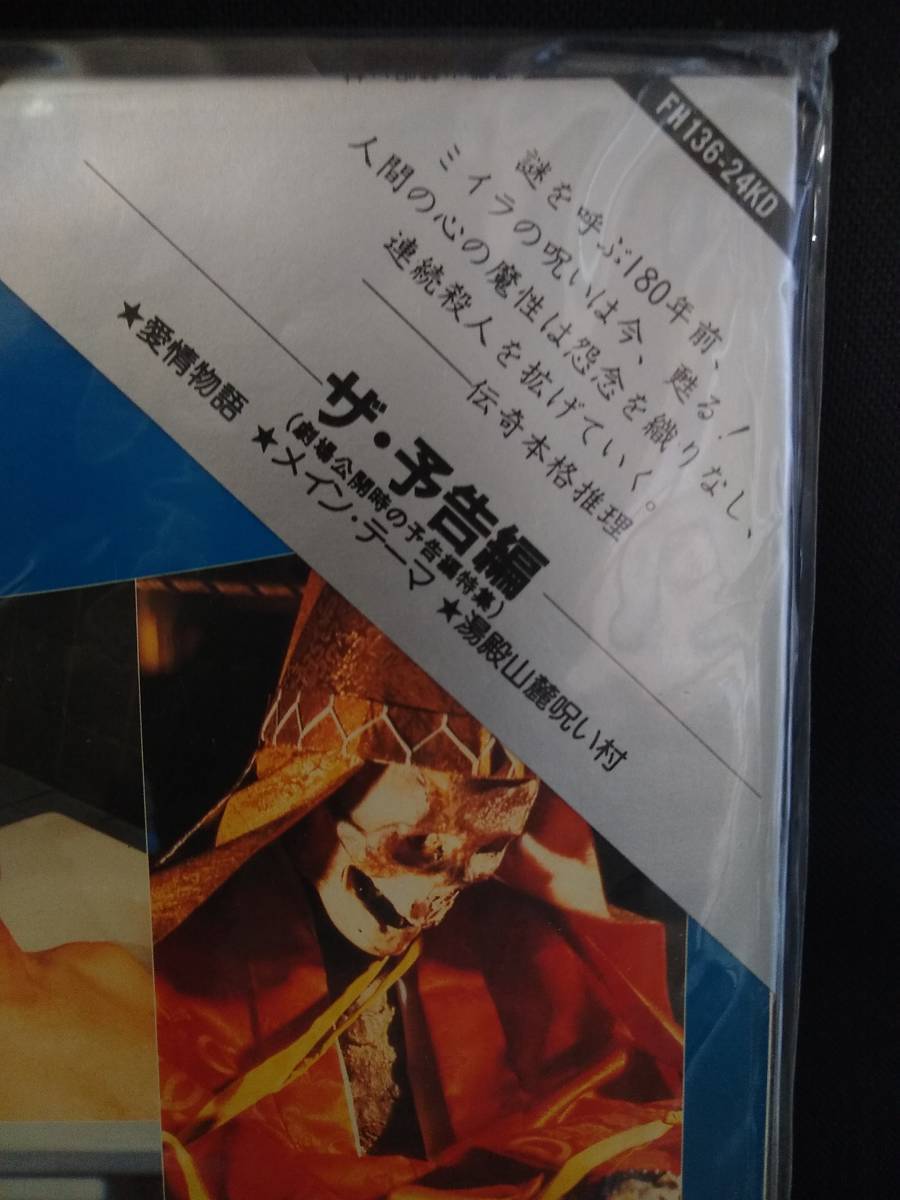 FH136-24KD
謎を呼ぶ180年前、
ミイラの呪いは今、甦る！
人間の心の魔性は怨念を織りなし、
連続殺人を拡げていく。
伝奇本格推理
ザ・予告編
(劇場公開時の予告編特集)
★愛情物語 ★メイン・テーマ ★湯殿山麓呪い村